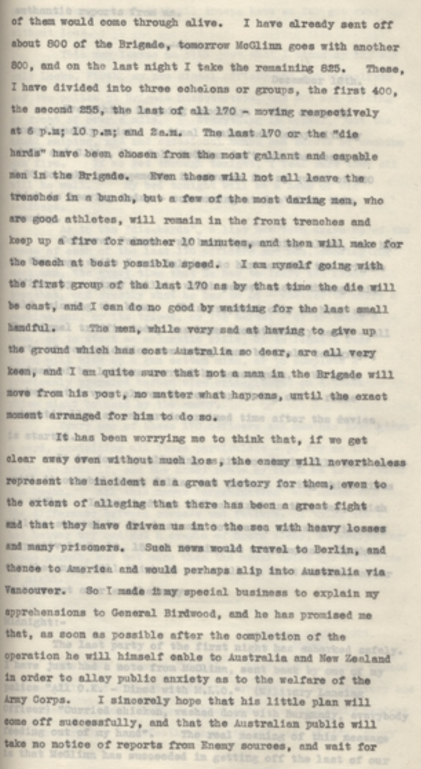 of them would come through alive. I have already sent off
about 800 of the Brigade, tomorrow McGlinn goes with another
800, and on the last night I take the remaining 825. These,
I have divided into three echelons or groups, the first 400,
the second 255, the last of all 170 - moving respectively
at 6 p.m; 10 p.m; and 2a.m. The last 170 or the "die
hards" have been chosen from the most gallant and capable
men in the Brigade. Even these will not all leave the
trenches in a bunch, but a few of the most daring men, who
are good athletes, will remain in the front trenches and
keep up a fire for another 10 minutes, and then will make for
the beach at best possible speed. I am myself going with
the first group of the last 170 as by that time the die will
be cast, and I can do no good by waiting for the last small
handful. The men, while very sad at having to give up
the ground which has cost Australia so dear, are all very
keen, and I am quite sure that not a man in the Brigade will
move from his post, no matter what happens, until the exact
moment arranged for him to do so.
It has been worrying me to think that, if we get
clear away even without much loss, the enemy will nevertheless
represent the incident as a great victory for them, even to
the extent of alleging that there has been a great fight
and that they have driven us into the sea with heavy losses
and many prisoners. Such news would travel to Berlin, and
thence to America and would perhaps slip into Australia via
Vancouver. So I made my special business to explain my
apprehensions to General Birdwood, and he has promised me
that, as soon as possible after the completion of the
operation he will himself cable to Australia and New Zealand
in order to allay public anxiety as to the welfare of the
Army Corps. I sincerely hope that his little plan will
come off successfully, and that the Australian public will
take no notice of reports from Enemy sources, and wait for